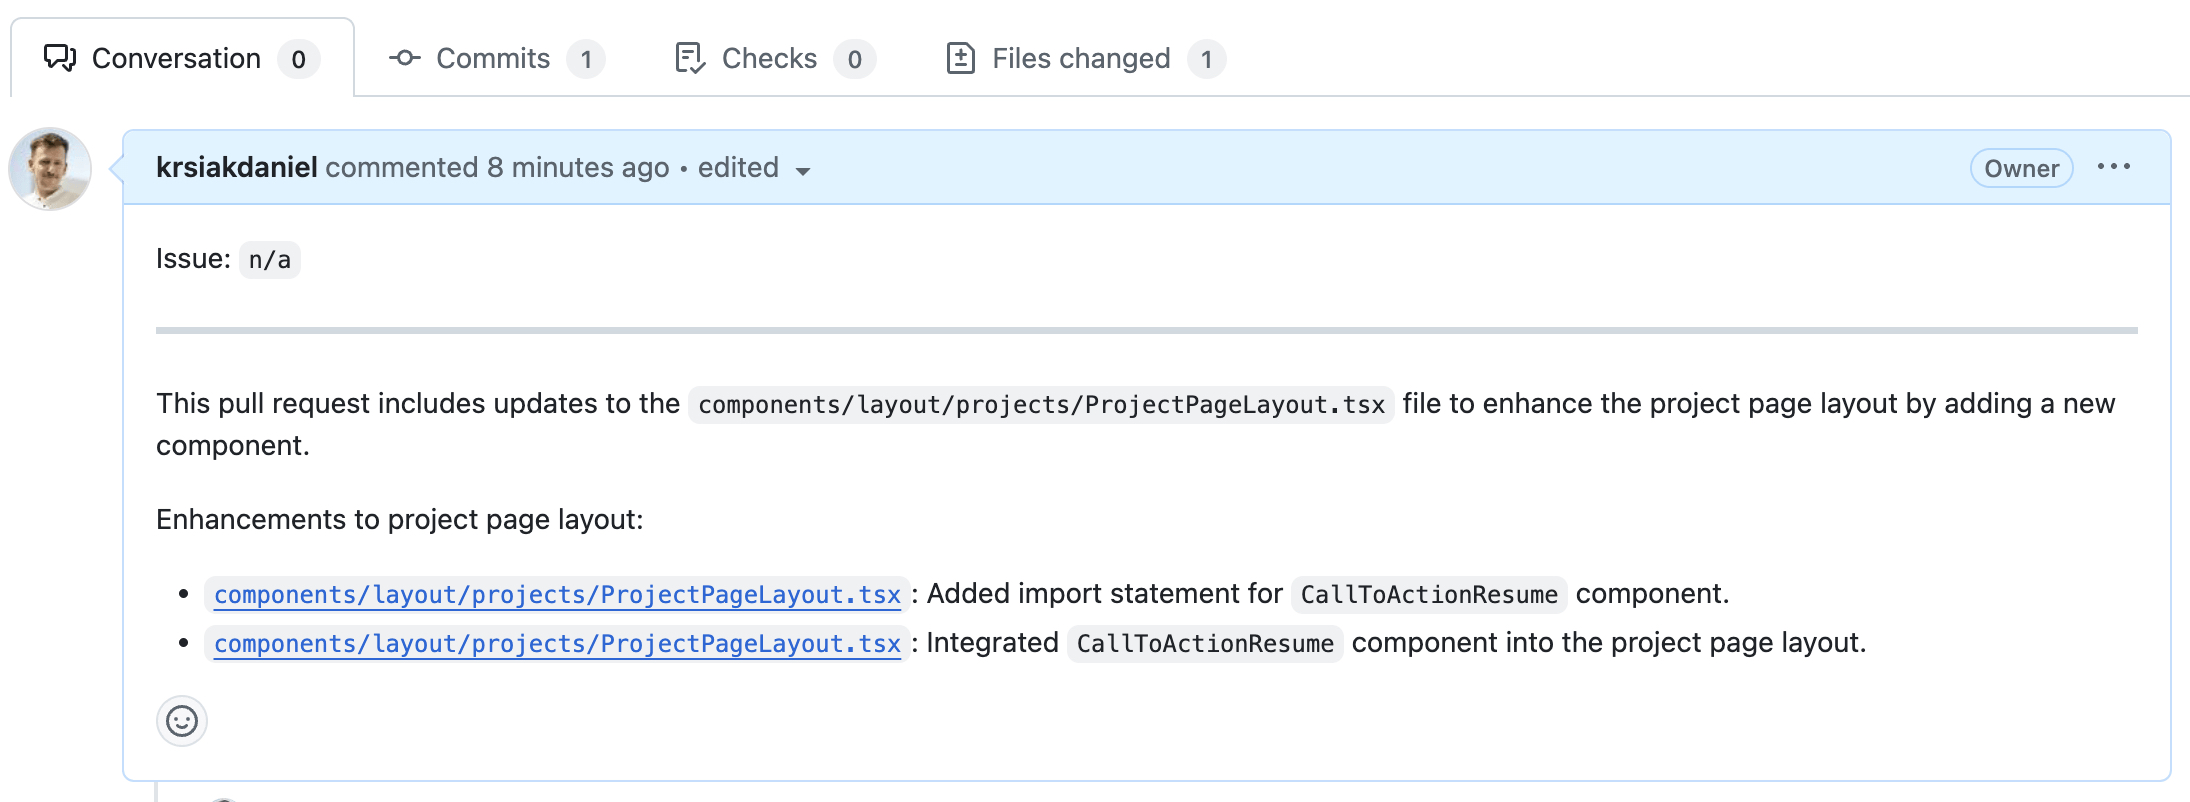 Conversation 0 Commits 1 Checks 0 Files changed 1
krsiakdaniel commented 8 minutes ago • edited Owner
Issue: n/a
This pull request includes updates to the components/layout/projects/ProjectPageLayout.tsx file to enhance the project page layout by adding a new
component.
Enhancements to project page layout:
• components/layout/projects/ProjectPageLayout.tsx: Added import statement for CallToActionResume component.
• components/layout/projects/ProjectPageLayout.tsx: Integrated CallToActionResume component into the project page layout.